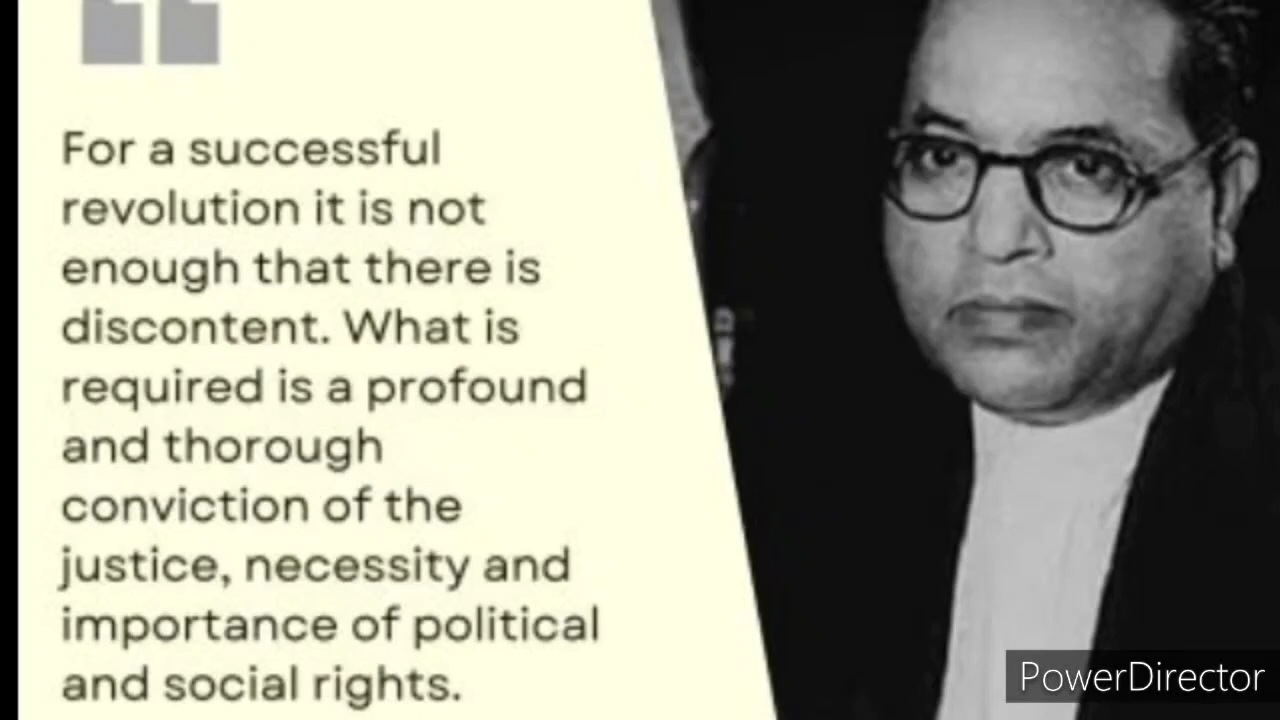 For a successful
revolution it is not
enough that there is
discontent. What is
required is a profound
and thorough
conviction of the
justice, necessity and
importance of political
and social rights.
PowerDirector